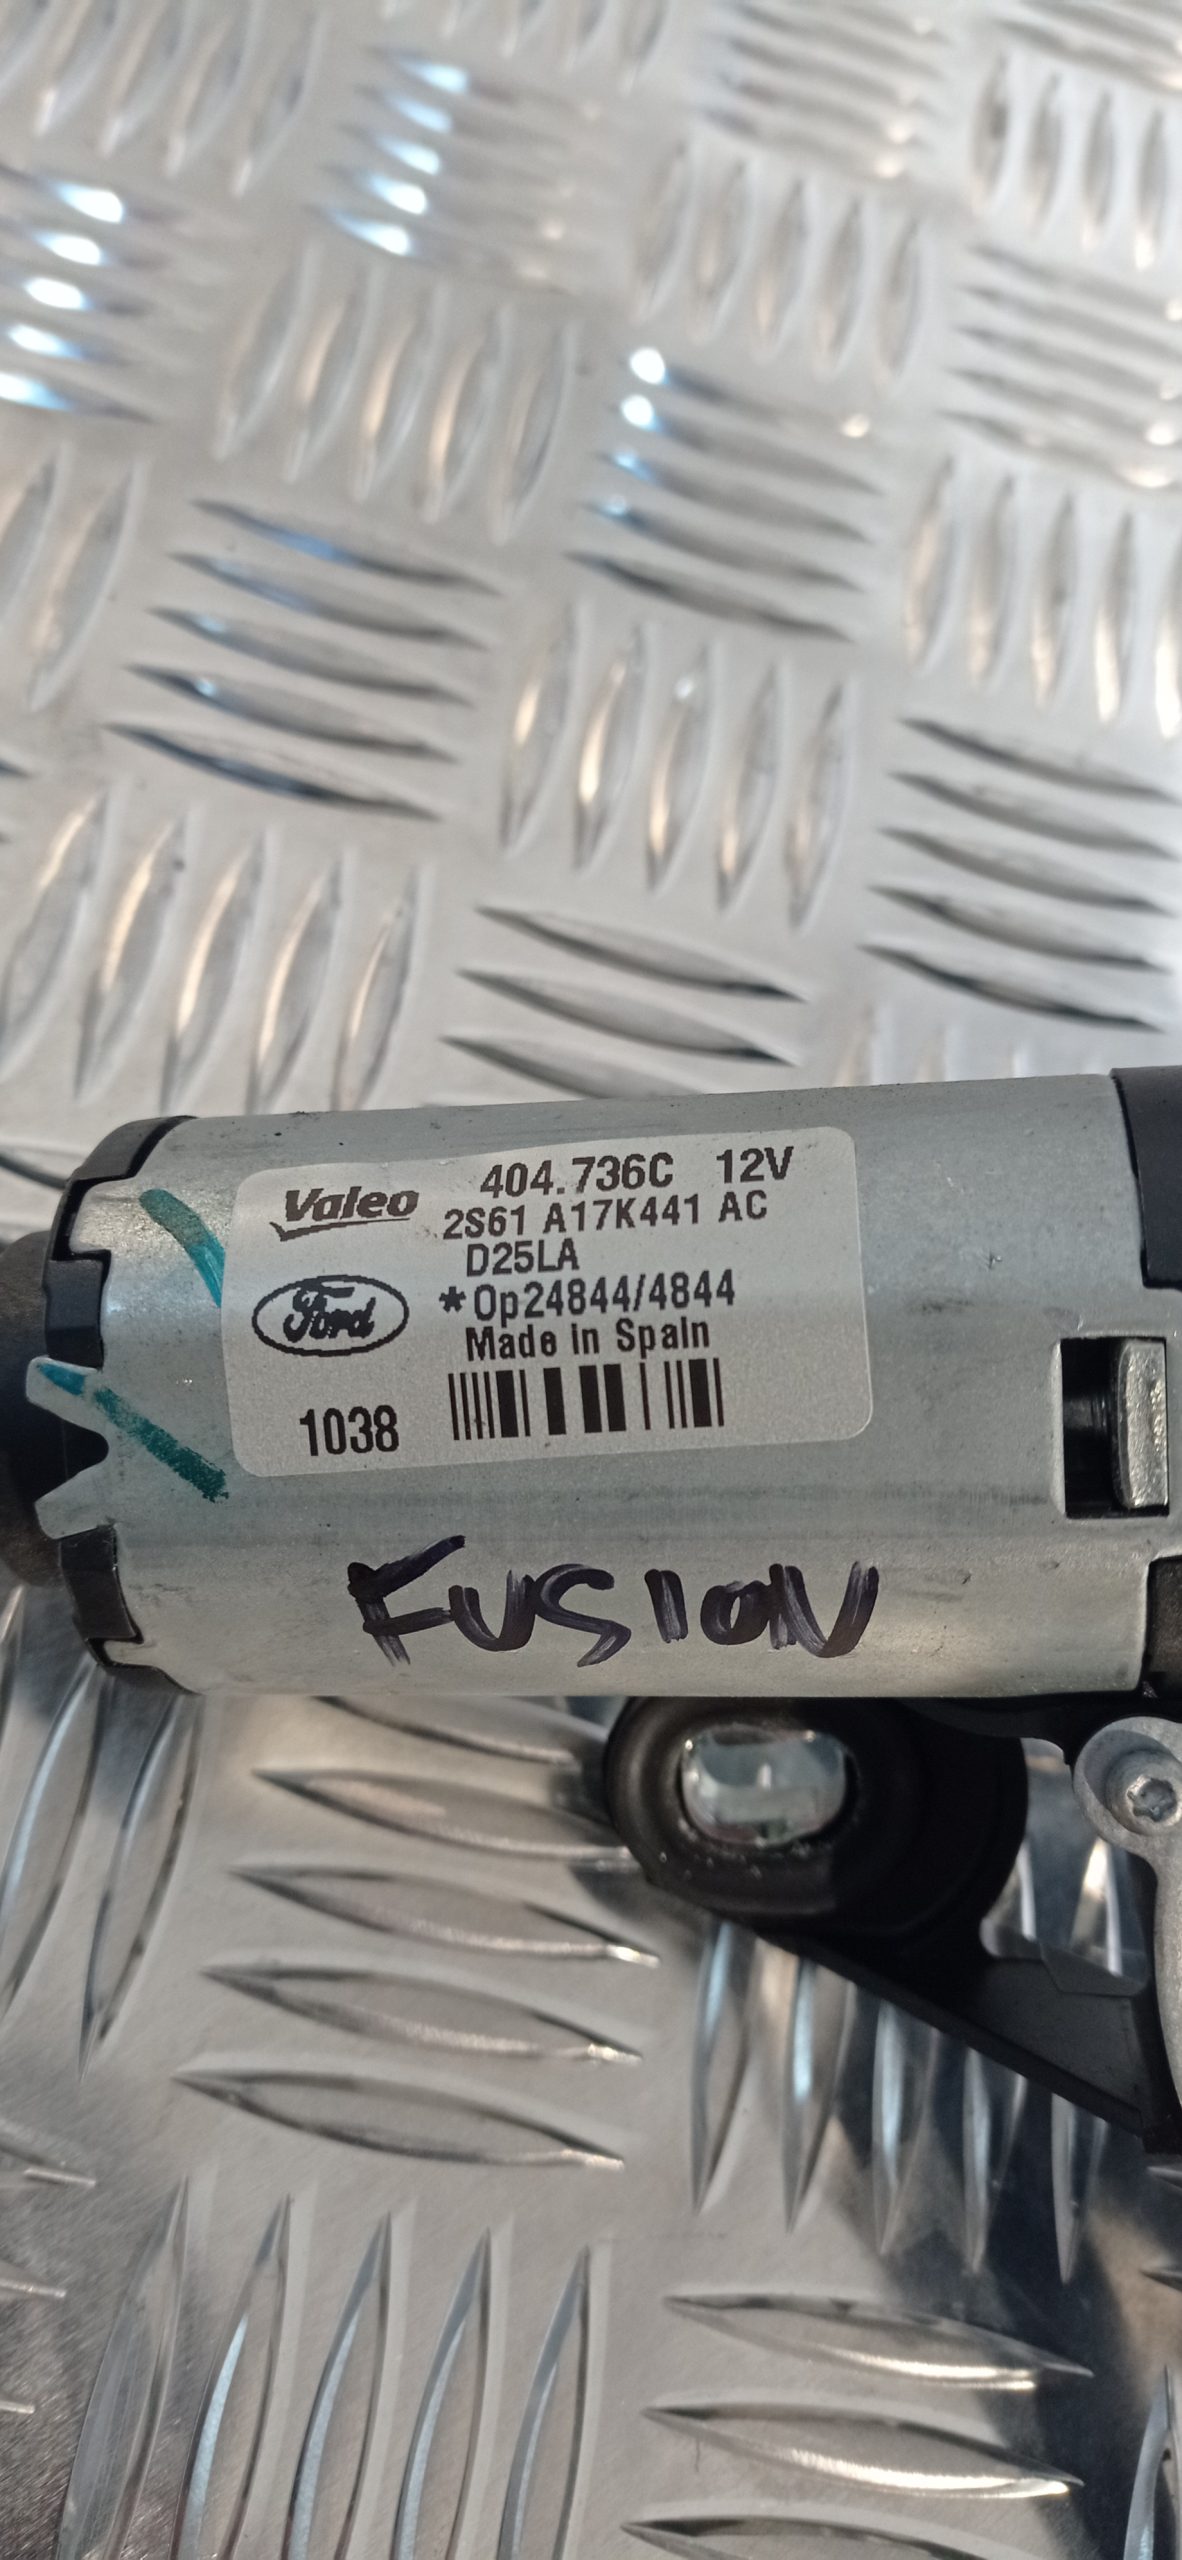 Valeo 404.736C 12V
2S61 A17K441 AC
D25LA
Ford *Op24844/4844
Made in Spain
1038
FUSION